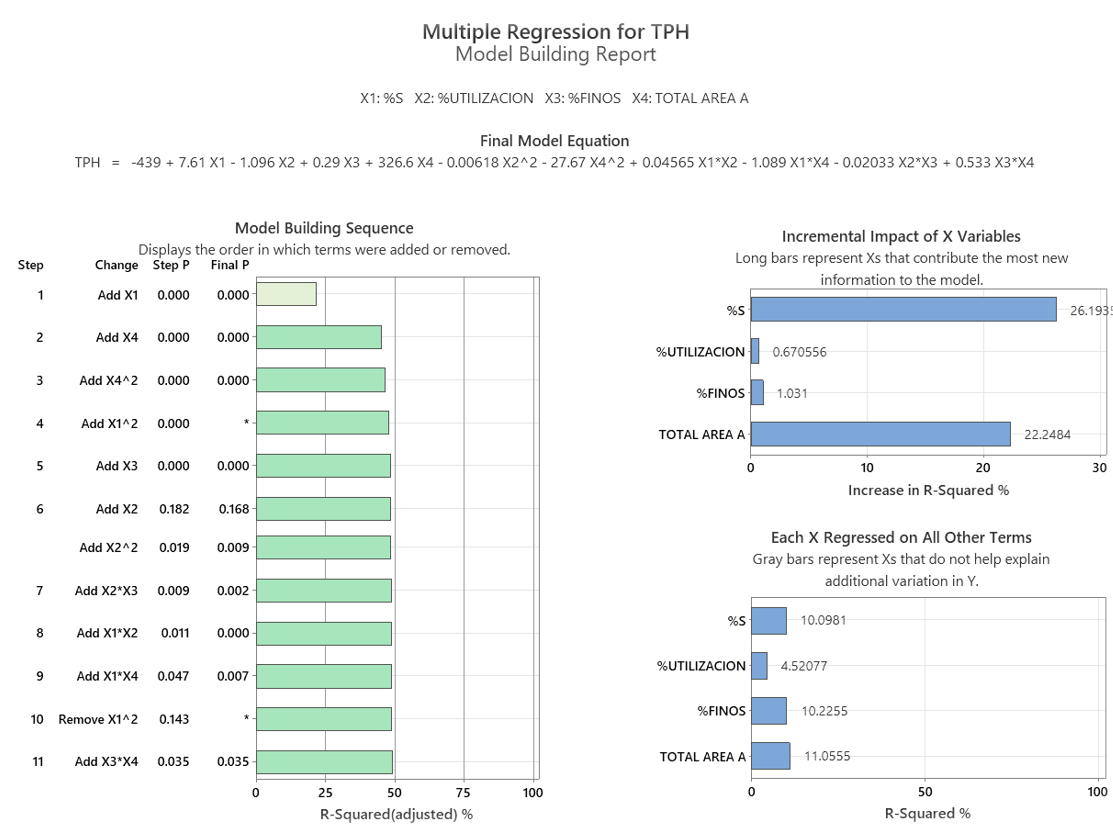 Multiple Regression for TPH
Model Building Report
X1: %S X2: %UTILIZACION X3: %FINOS X4: TOTAL AREA A
Final Model Equation
TPH = -439 + 7.61 X1 - 1.096 X2 + 0.29 X3 + 326.6 X4 - 0.00618 X2^2 - 27.67 X4^2 + 0.04565 X1*X2 - 1.089 X1*X4 - 0.02033 X2*X3 + 0.533 X3*X4
Model Building Sequence
Displays the order in which terms were added or removed.
Step Change Step P Final P
1 Add X1 0.000 0.000
2 Add X4 0.000 0.000
3 Add X4^2 0.000 0.000
4 Add X1^2 0.000 *
5 Add X3 0.000 0.000
6 Add X2 0.182 0.168
Add X2^2 0.019 0.009
7 Add X2*X3 0.009 0.002
8 Add X1*X2 0.011 0.000
9 Add X1*X4 0.047 0.007
10 Remove X1^2 0.143 *
11 Add X3*X4 0.035 0.035
0 25 50 75 100
R-Squared(adjusted) %
Incremental Impact of X Variables
Long bars represent Xs that contribute the most new
information to the model.
%S 26.1935
%UTILIZACION 0.670556
%FINOS 1.031
TOTAL AREA A 22.2484
0 10 20 30
Increase in R-Squared %
Each X Regressed on All Other Terms
Gray bars represent Xs that do not help explain
additional variation in Y.
%S 10.0981
%UTILIZACION 4.52077
%FINOS 10.2255
TOTAL AREA A 11.0555
0 50 100
R-Squared %